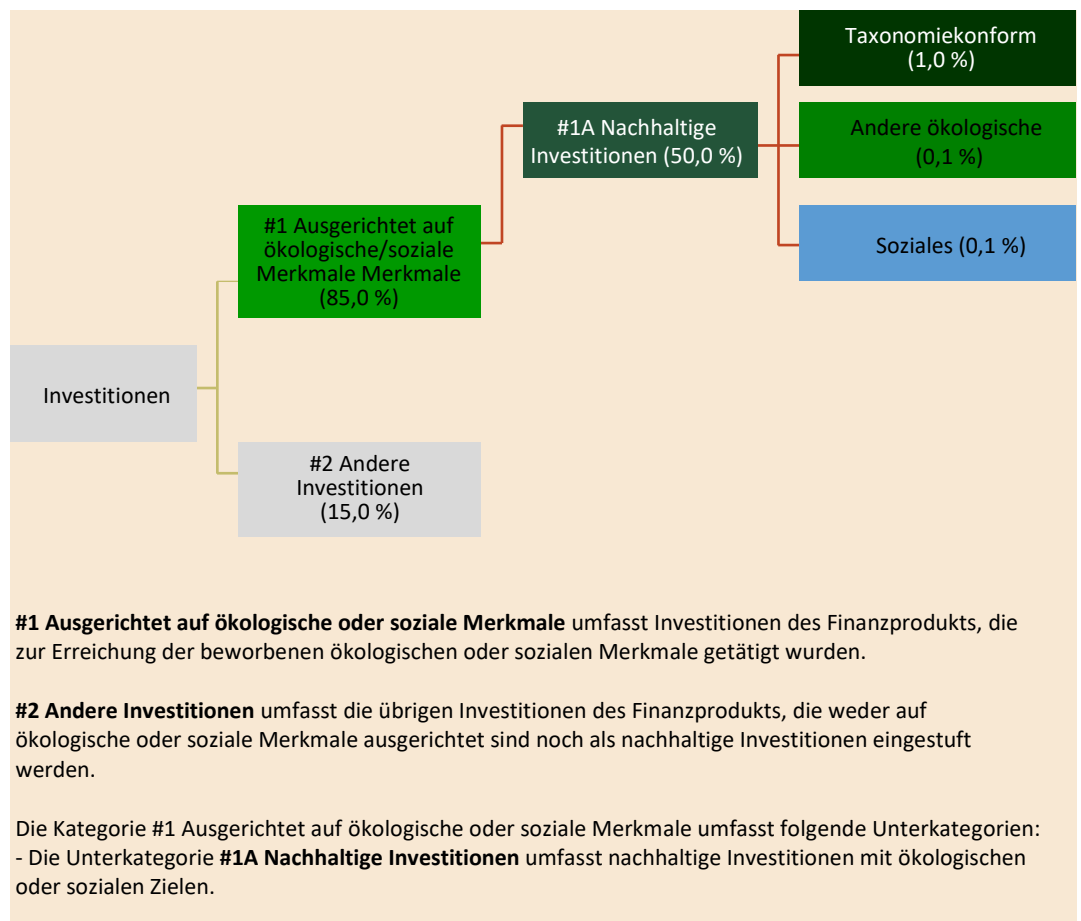 Taxonomiekonform
(1,0 %)
#1A Nachhaltige
Investitionen (50,0 %)
Andere ökologische
(0,1 %)
#1 Ausgerichtet auf
ökologische/soziale
Merkmale Merkmale
(85,0 %)
Soziales (0,1 %)
Investitionen
#2 Andere
Investitionen
(15,0 %)
#1 Ausgerichtet auf ökologische oder soziale Merkmale umfasst Investitionen des Finanzprodukts, die
zur Erreichung der beworbenen ökologischen oder sozialen Merkmale getätigt wurden.
#2 Andere Investitionen umfasst die übrigen Investitionen des Finanzprodukts, die weder auf
ökologische oder soziale Merkmale ausgerichtet sind noch als nachhaltige Investitionen eingestuft
werden.
Die Kategorie #1 Ausgerichtet auf ökologische oder soziale Merkmale umfasst folgende Unterkategorien:
- Die Unterkategorie #1A Nachhaltige Investitionen umfasst nachhaltige Investitionen mit ökologischen
oder sozialen Zielen.